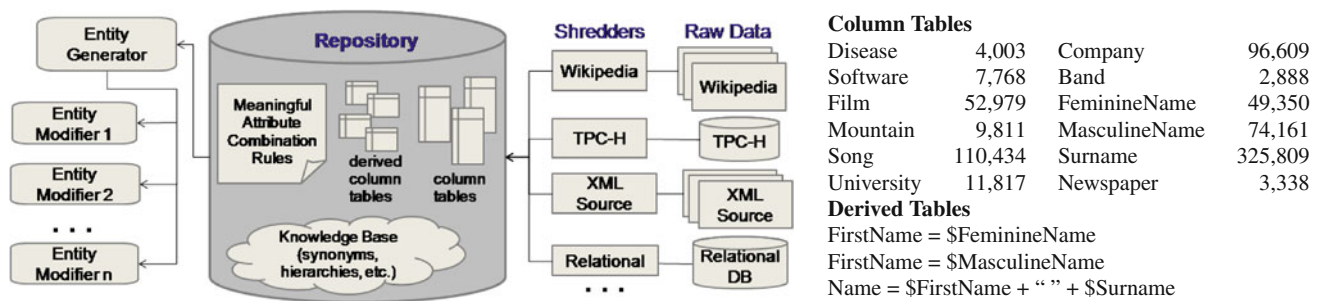 Entity
Generator
Entity
Modifier 1
Entity
Modifier 2
. . .
Entity
Modifier n
Repository
Meaningful
Attribute
Combination
Rules
derived
column
tables
column
tables
Knowledge Base
(synonyms,
hierarchies, etc.)
Shredders
Raw Data
Wikipedia
Wikipedia
TPC-H
TPC-H
XML
Source
XML
Source
Relational
Relational
DB
. . .
Column Tables
Disease 4,003 Company 96,609
Software 7,768 Band 2,888
Film 52,979 FeminineName 49,350
Mountain 9,811 MasculineName 74,161
Song 110,434 Surname 325,809
University 11,817 Newspaper 3,338
Derived Tables
FirstName = $FeminineName
FirstName = $MasculineName
Name = $FirstName + “ ” + $Surname